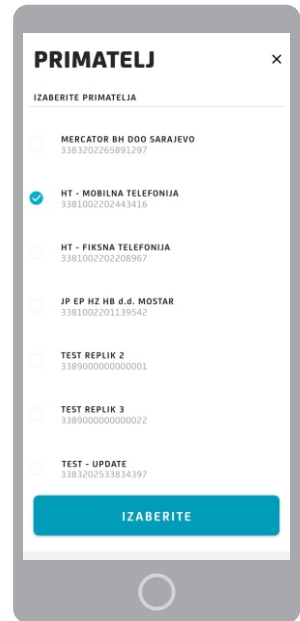 PRIMATELJ
IZABERITE PRIMATELJA
MERCATOR BH DOO SARAJEVO
3383202265891297
HT - MOBILNA TELEFONIJA
3381002202443416
HT - FIKSNA TELEFONIJA
3381002202208967
JP EP HZ HB d.d. MOSTAR
3381002201139542
TEST REPLIK 2
3389000000000001
TEST REPLIK 3
3389000000000022
TEST - UPDATE
3383202533834397
IZABERITE